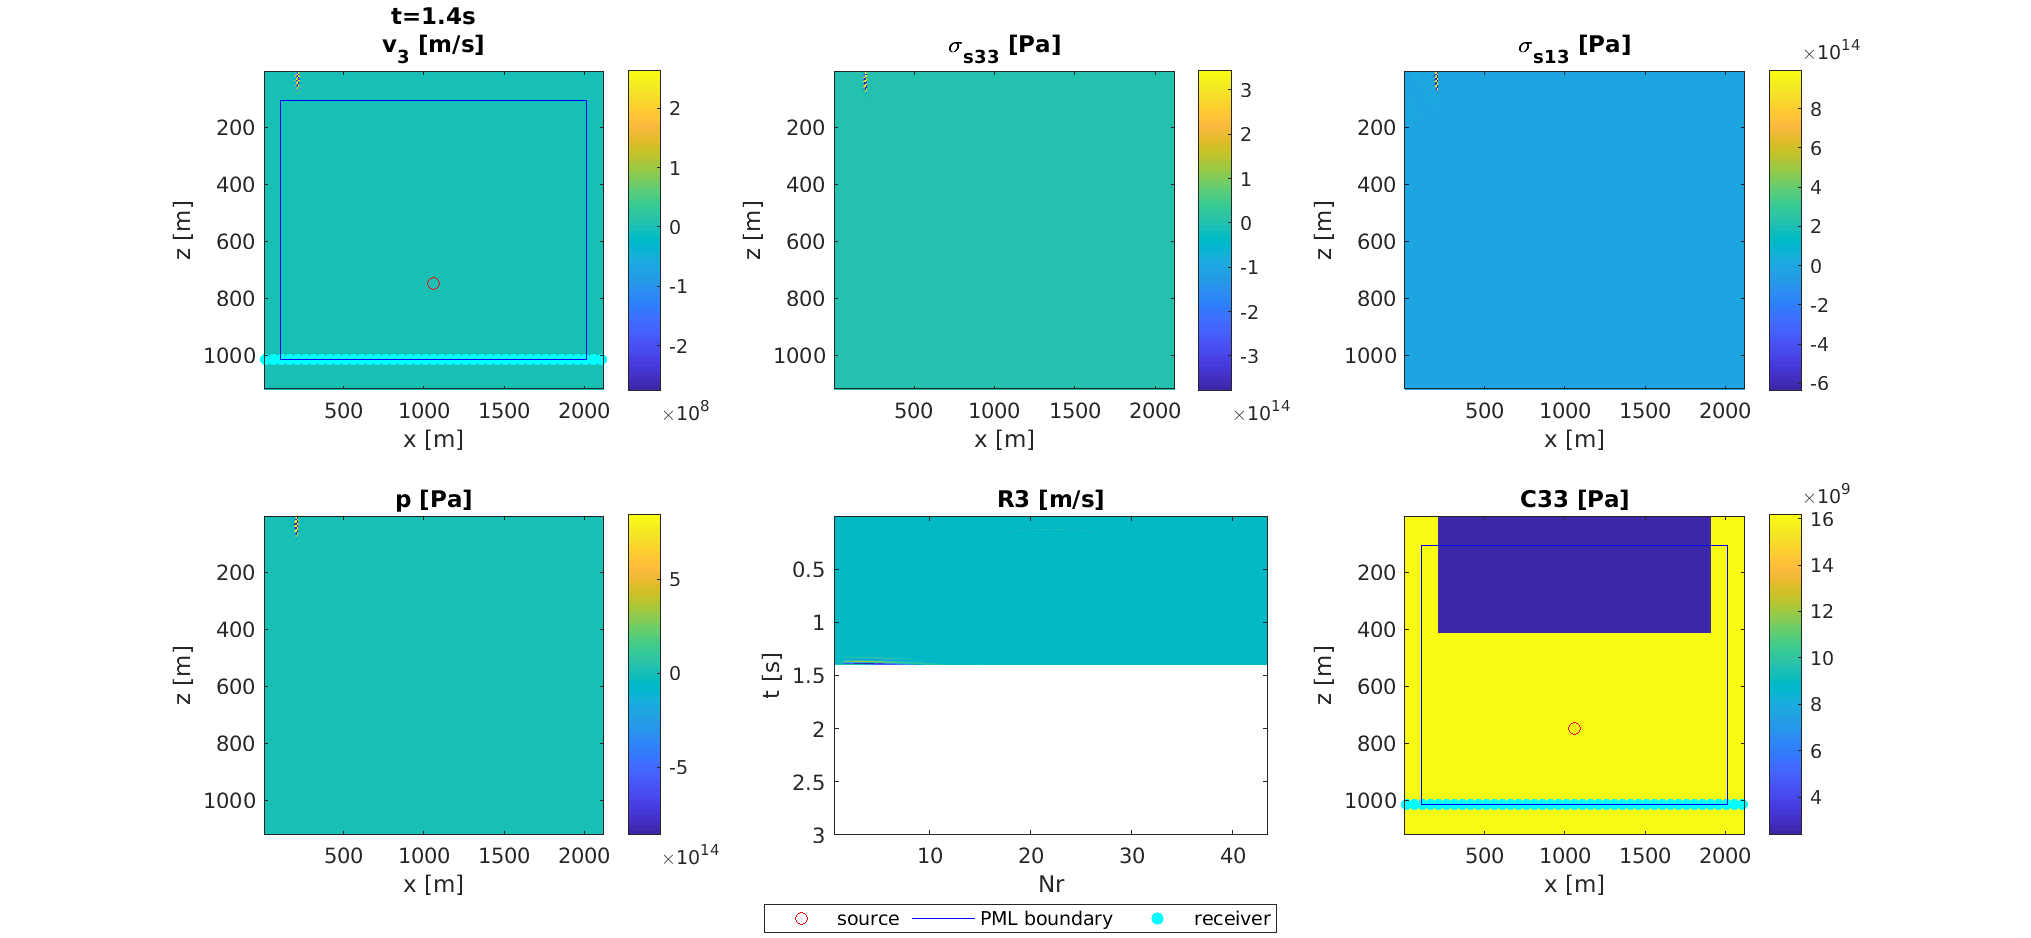 t=1.4s
v3 [m/s]
200
400
600
800
1000
z [m]
500 1000 1500 2000
x [m]
2
1
0
-1
-2
×10^8
σs33 [Pa]
200
400
600
800
1000
z [m]
500 1000 1500 2000
x [m]
3
2
1
0
-1
-2
-3
×10^14
σs13 [Pa]
200
400
600
800
1000
z [m]
500 1000 1500 2000
x [m]
×10^14
8
6
4
2
0
-2
-4
-6
p [Pa]
200
400
600
800
1000
z [m]
500 1000 1500 2000
x [m]
5
0
-5
×10^14
R3 [m/s]
0.5
1
1.5
2
2.5
3
t [s]
10 20 30 40
Nr
C33 [Pa]
200
400
600
800
1000
z [m]
500 1000 1500 2000
x [m]
×10^9
16
14
12
10
8
6
4
source PML boundary receiver